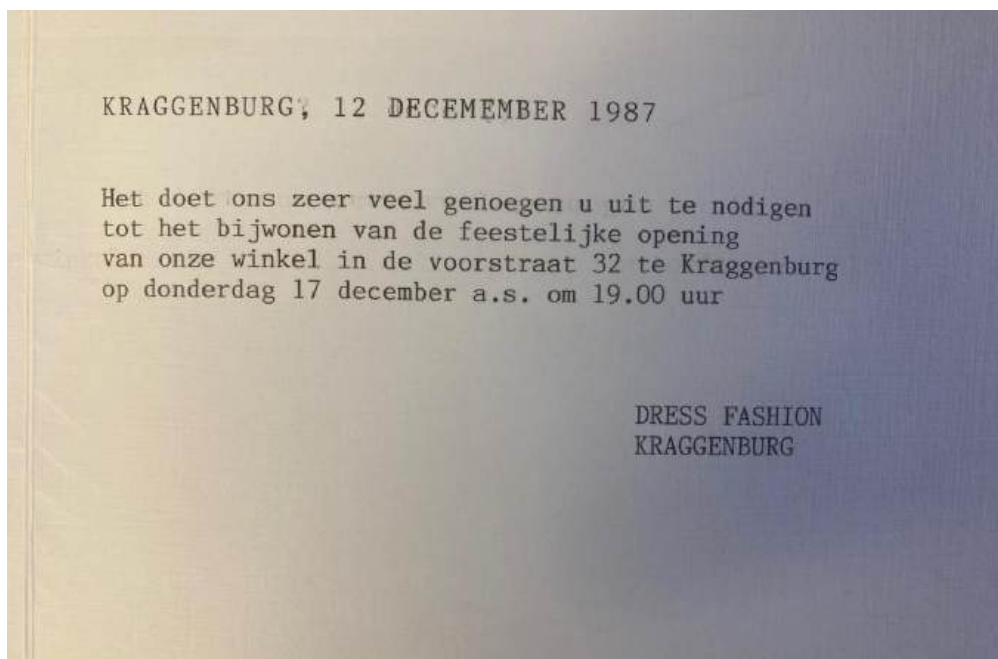 KRAGGENBURG, 12 DECEMEMBER 1987
Het doet ons zeer veel genoegen u uit te nodigen
tot het bijwonen van de feestelijke opening
van onze winkel in de voorstraat 32 te Kraggenburg
op donderdag 17 december a.s. om 19.00 uur
DRESS FASHION
KRAGGENBURG